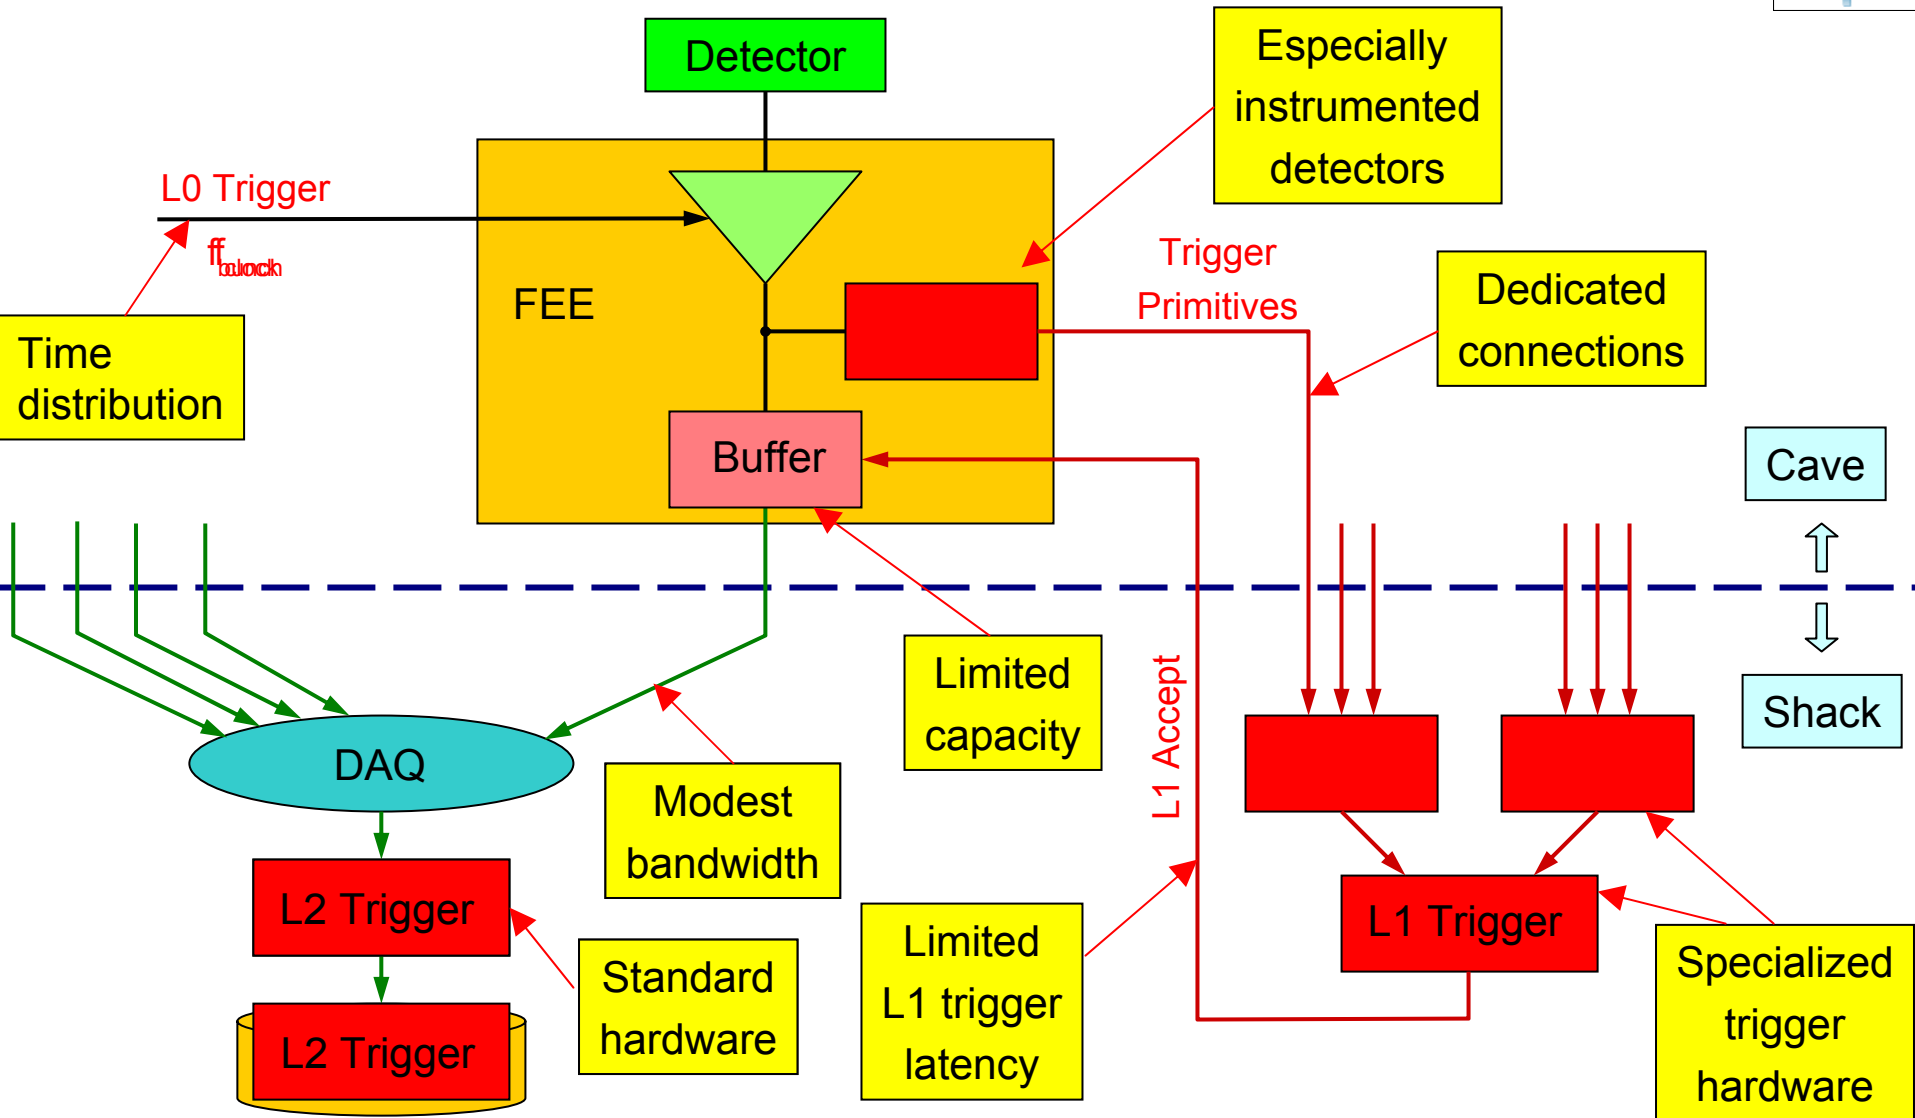 Detector
Especially
instrumented
detectors
L0 Trigger
Trigger
Primitives
FEE
Dedicated
connections
Time
distribution
Buffer
Cave
Limited
capacity
L1 Accept
Shack
DAQ
Modest
bandwidth
L2 Trigger
Limited
L1 trigger
latency
L1 Trigger
Standard
hardware
Specialized
trigger
hardware
L2 Trigger